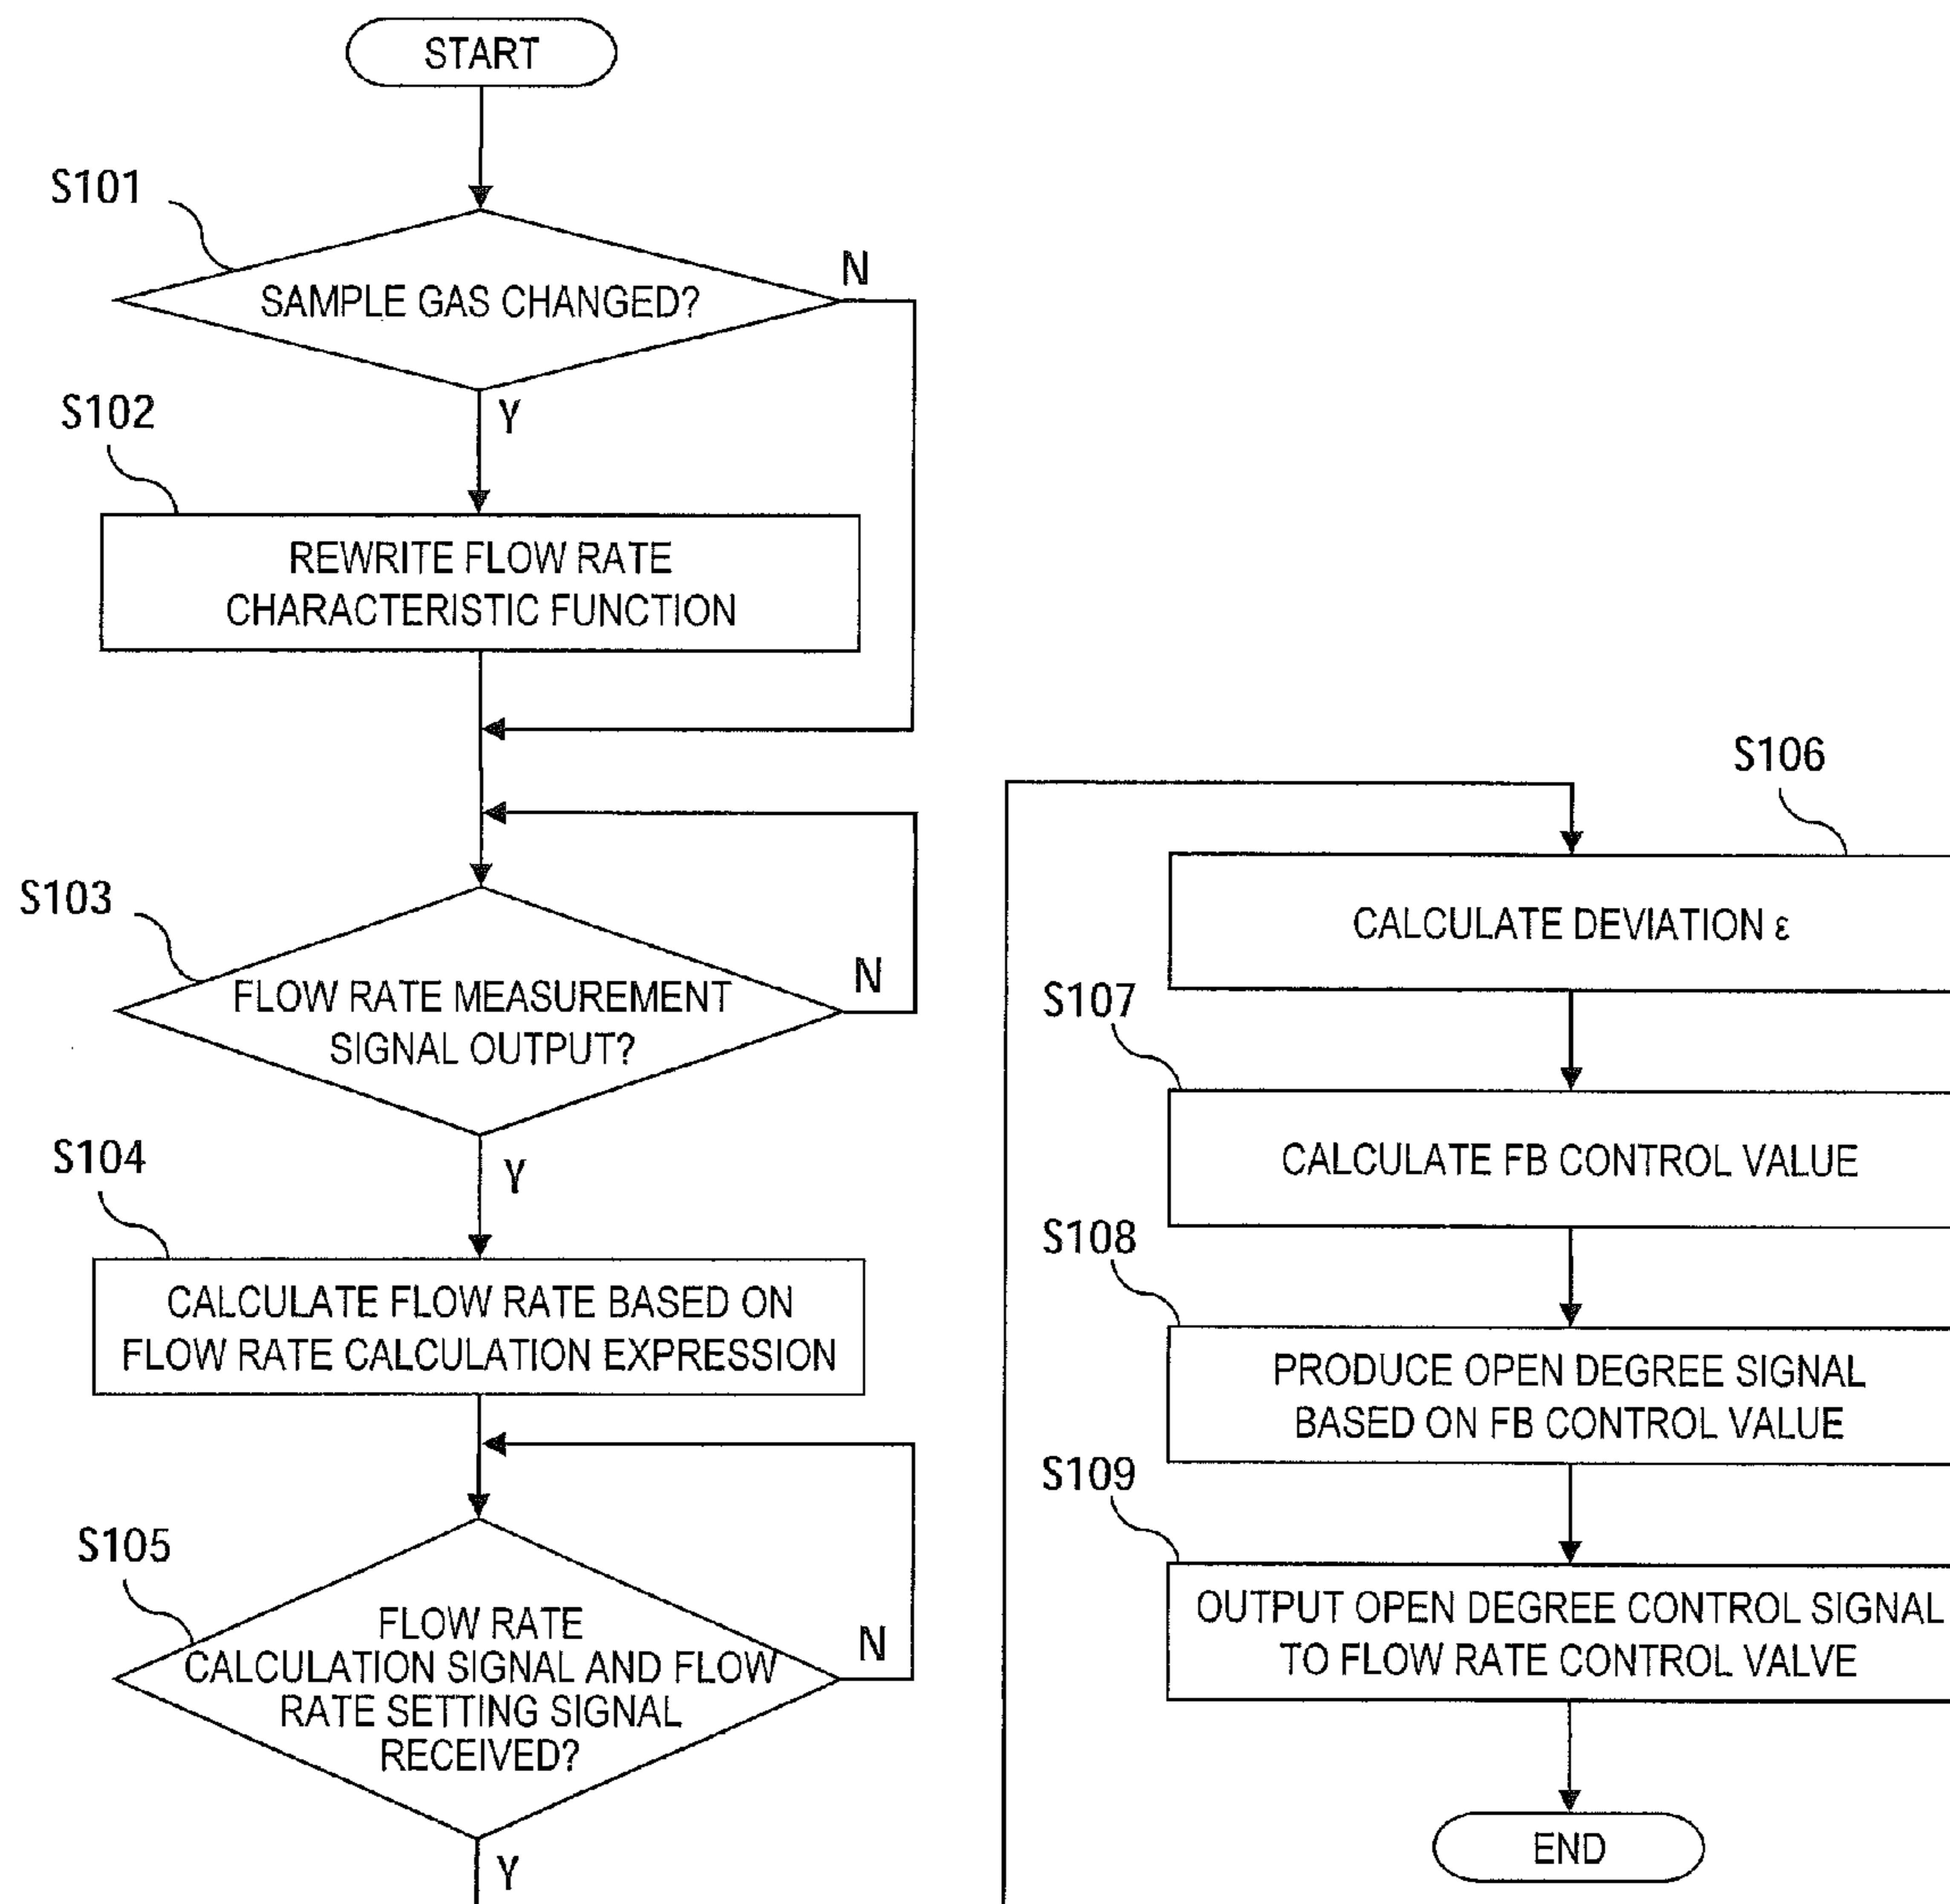 START
S101
SAMPLE GAS CHANGED?
N
Y
S102
REWRITE FLOW RATE
CHARACTERISTIC FUNCTION
S103
FLOW RATE MEASUREMENT
SIGNAL OUTPUT?
N
Y
S104
CALCULATE FLOW RATE BASED ON
FLOW RATE CALCULATION EXPRESSION
S105
FLOW RATE
CALCULATION SIGNAL AND FLOW
RATE SETTING SIGNAL
RECEIVED?
N
Y
S106
CALCULATE DEVIATION ε
S107
CALCULATE FB CONTROL VALUE
S108
PRODUCE OPEN DEGREE SIGNAL
BASED ON FB CONTROL VALUE
S109
OUTPUT OPEN DEGREE CONTROL SIGNAL
TO FLOW RATE CONTROL VALVE
END